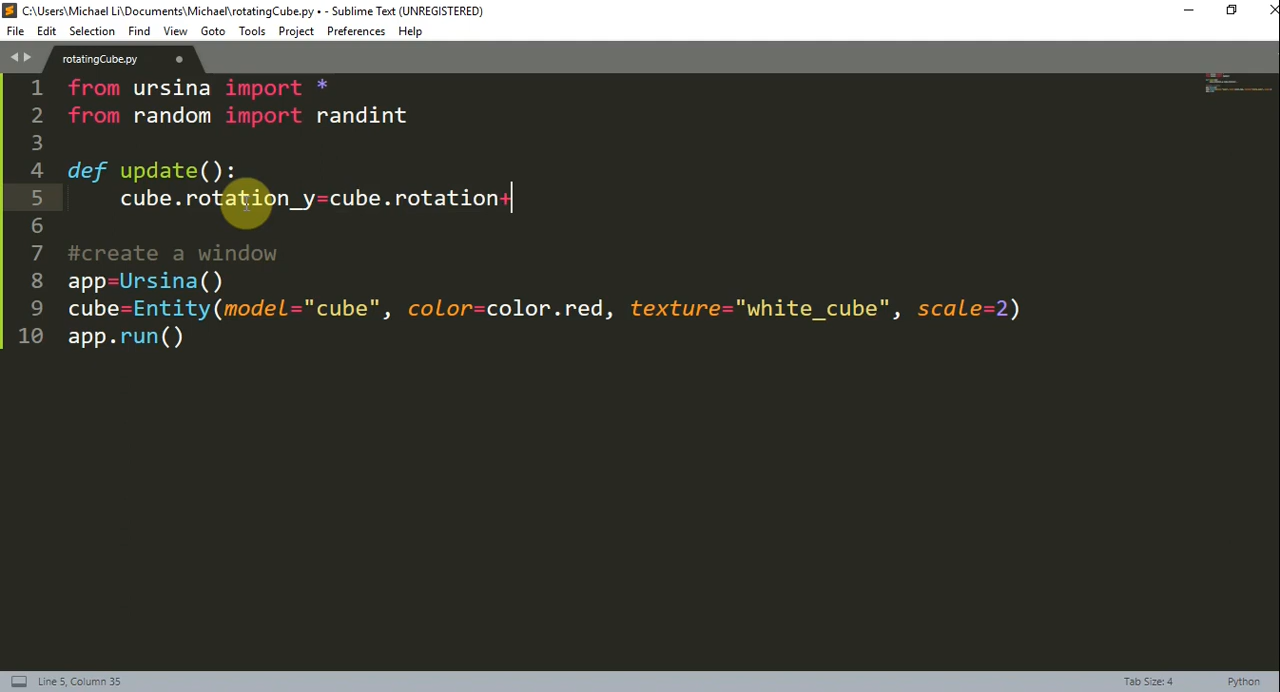 C:\Users\Michael Li\Documents\Michael\rotatingCube.py • - Sublime Text (UNREGISTERED)
File Edit Selection Find View Goto Tools Project Preferences Help
rotatingCube.py
1 from ursina import *
2 from random import randint
3
4 def update():
5 cube.rotation_y=cube.rotation+
6
7 #create a window
8 app=Ursina()
9 cube=Entity(model="cube", color=color.red, texture="white_cube", scale=2)
10 app.run()
Line 5, Column 35 Tab Size: 4 Python